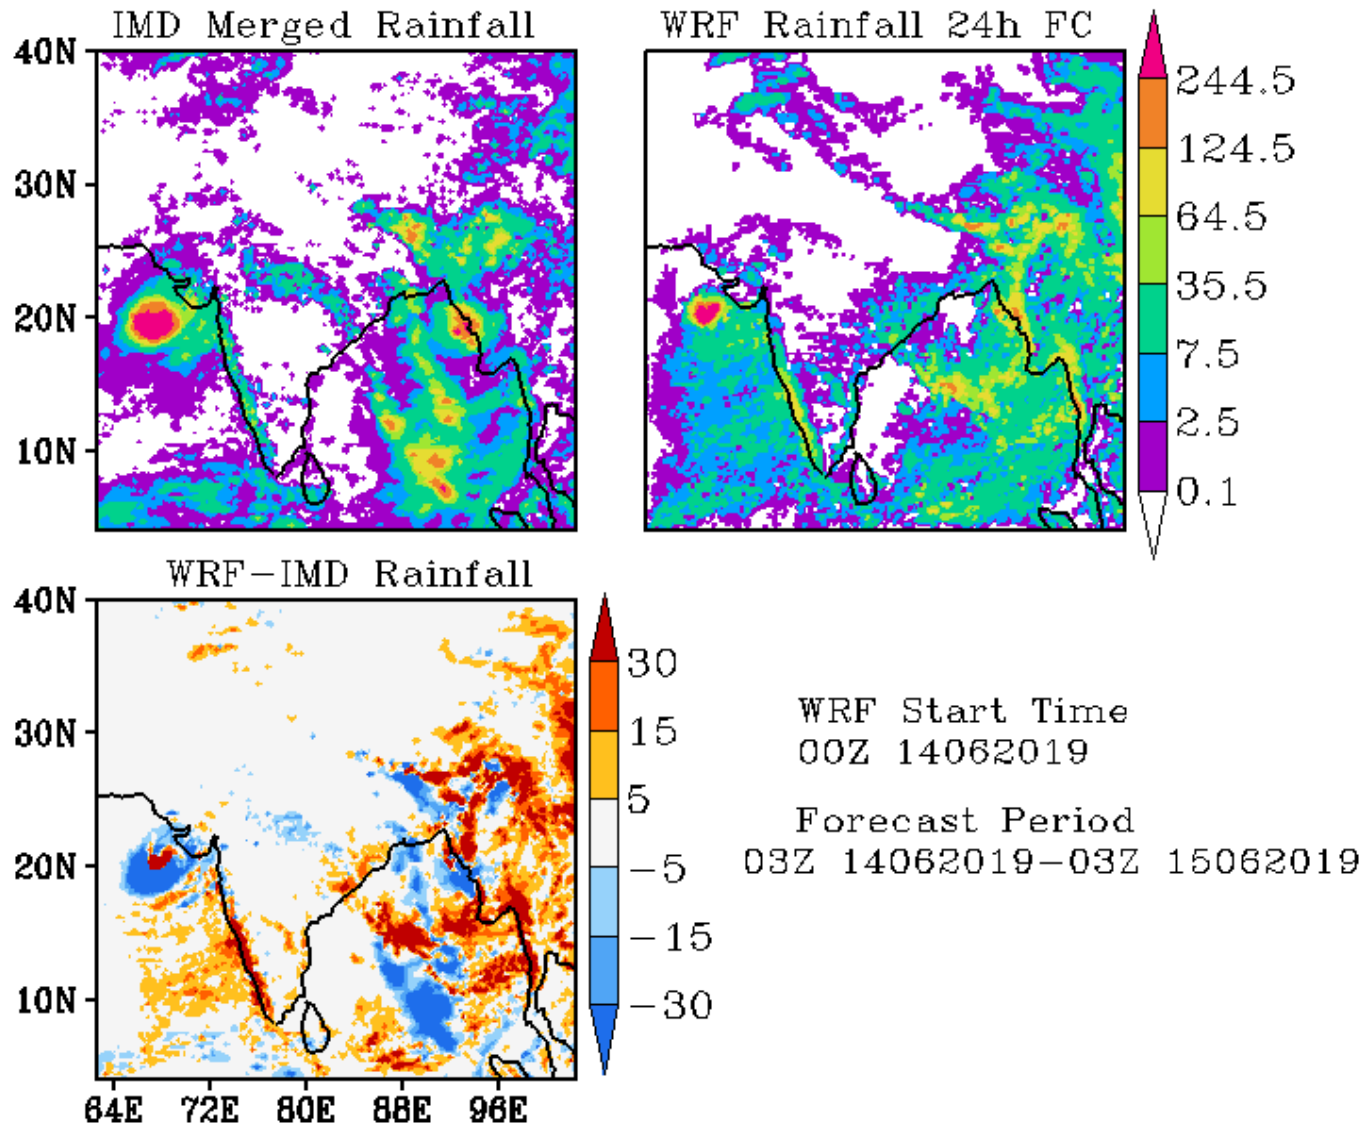 IMD Merged Rainfall
WRF Rainfall 24h FC
40N
30N
20N
10N
244.5
124.5
64.5
35.5
7.5
2.5
0.1
WRF-IMD Rainfall
40N
30N
20N
10N
64E 72E 80E 88E 96E
30
15
5
-5
-15
-30
WRF Start Time
00Z 14062019
Forecast Period
03Z 14062019-03Z 15062019